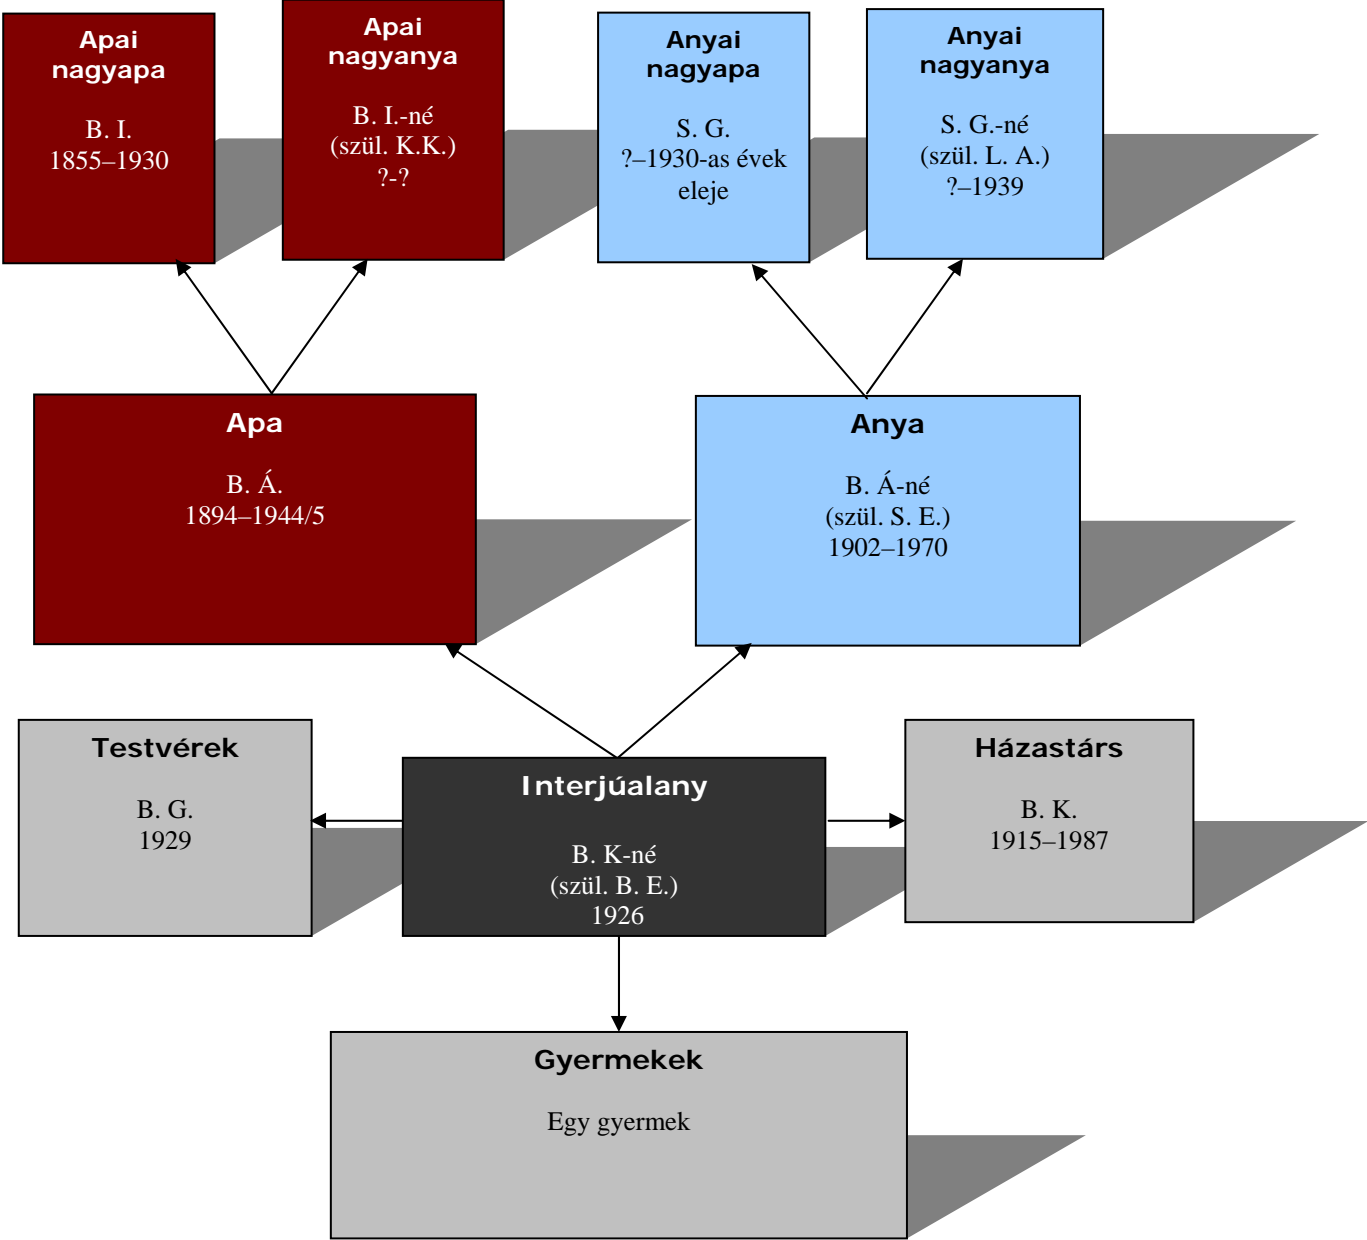 Apai
nagyapa
B. I.
1855–1930
Apai
nagyanya
B. I.-né
(szül. K.K.)
?-?
Anyai
nagyapa
S. G.
?–1930-as évek
eleje
Anyai
nagyanya
S. G.-né
(szül. L. A.)
?–1939
Apa
B. Á.
1894–1944/5
Anya
B. Á-né
(szül. S. E.)
1902–1970
Testvérek
B. G.
1929
Interjúalany
B. K-né
(szül. B. E.)
1926
Házastárs
B. K.
1915–1987
Gyermekek
Egy gyermek